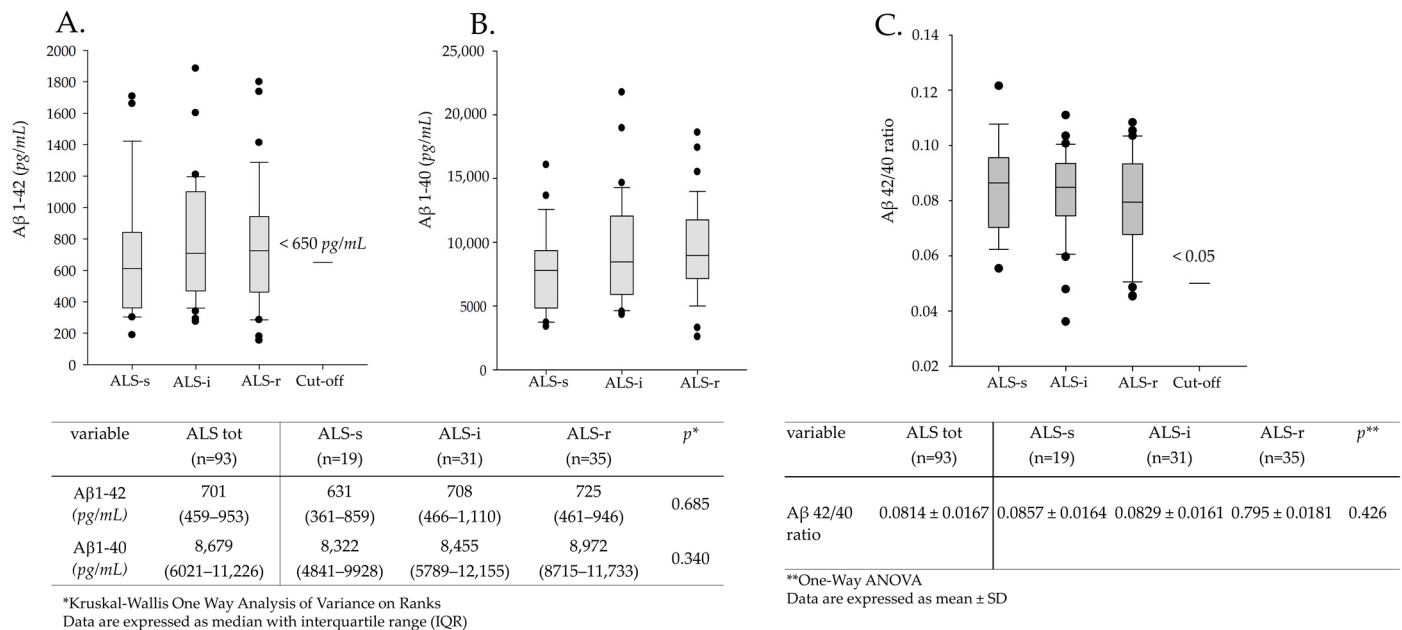 A.
Aβ 1-42 (pg/mL)
2000
1800
1600
1400
1200
1000
800
600
400
200
0
< 650 pg/mL
ALS-s ALS-i ALS-r Cut-off
B.
Aβ 1-40 (pg/mL)
25,000
20,000
15,000
10,000
5000
0
ALS-s ALS-i ALS-r
C.
Aβ 42/40 ratio
0.14
0.12
0.10
0.08
0.06
0.04
0.02
< 0.05
ALS-s ALS-i ALS-r Cut-off
variable ALS tot ALS-s ALS-i ALS-r p*
(n=93) (n=19) (n=31) (n=35)
Aβ1-42 701 631 708 725 0.685
(pg/mL) (459–953) (361–859) (466–1,110) (461–946)
Aβ1-40 8,679 8,322 8,455 8,972 0.340
(pg/mL) (6021–11,226) (4841–9928) (5789–12,155) (8715–11,733)
*Kruskal-Wallis One Way Analysis of Variance on Ranks
Data are expressed as median with interquartile range (IQR)
variable ALS tot ALS-s ALS-i ALS-r p**
(n=93) (n=19) (n=31) (n=35)
Aβ 42/40 0.0814 ± 0.0167 0.0857 ± 0.0164 0.0829 ± 0.0161 0.795 ± 0.0181 0.426
ratio
**One-Way ANOVA
Data are expressed as mean ± SD